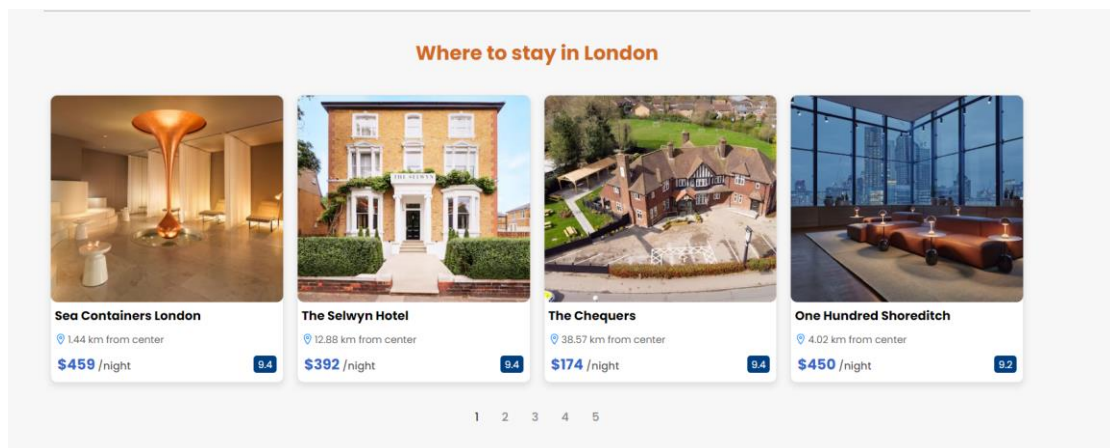 Where to stay in London
THE SELWYN
Sea Containers London
1.44 km from center
$459 /night
9.4
The Selwyn Hotel
12.88 km from center
$392 /night
9.4
The Chequers
38.57 km from center
$174 /night
9.4
One Hundred Shoreditch
4.02 km from center
$450 /night
9.2
1 2 3 4 5